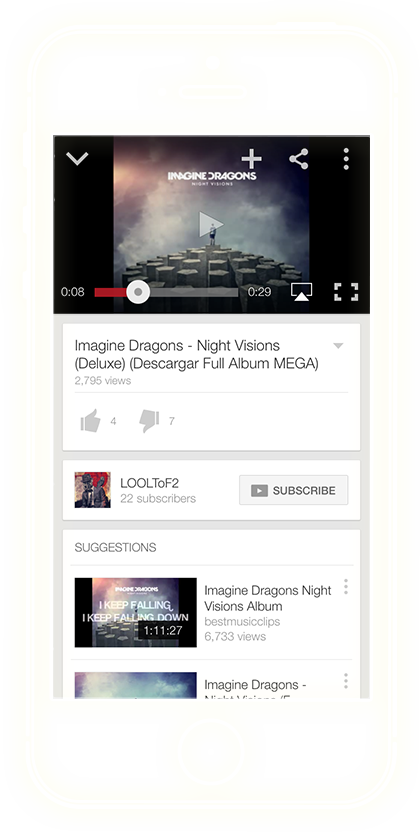 IMAGINE DRAGONS
NIGHT VISIONS
0:08
0:29
Imagine Dragons - Night Visions
(Deluxe) (Descargar Full Album MEGA)
2,795 views
4
7
LOOLToF2
22 subscribers
SUBSCRIBE
SUGGESTIONS
IMAGINE DRAGONS
I KEEP FALLING,
I KEEP FALLING DOWN
1:11:27
Imagine Dragons Night
Visions Album
bestmusicclips
6,733 views
Imagine Dragons -
Night Visions